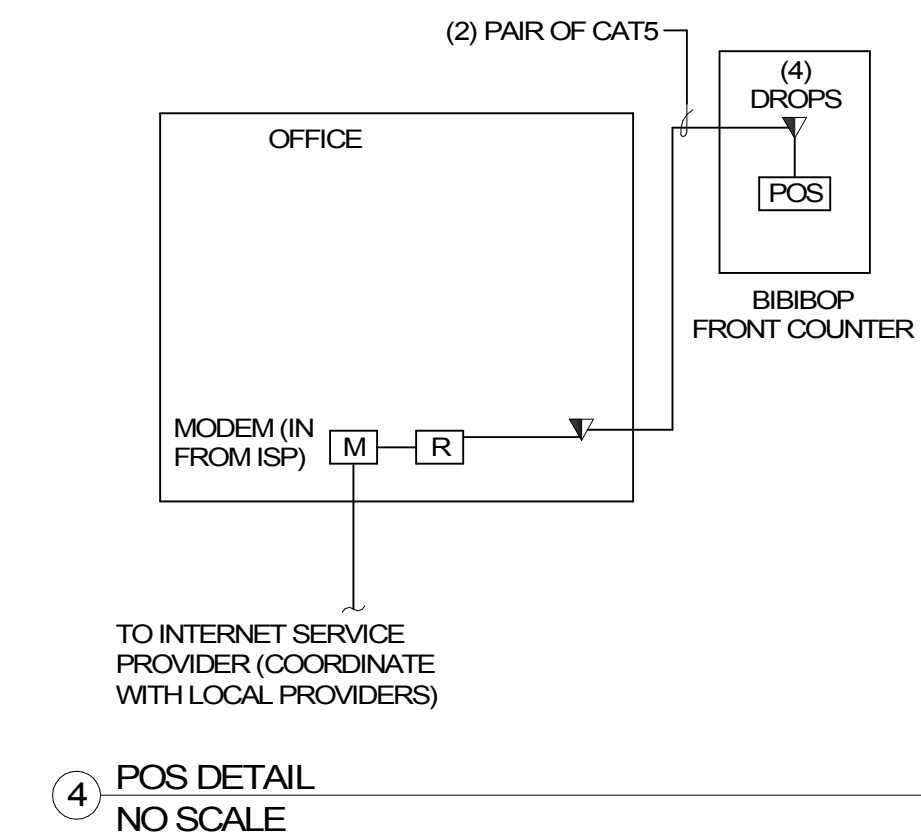 (2) PAIR OF CAT5
(4)
DROPS
OFFICE
POS
BIBIBOP
FRONT COUNTER
MODEM (IN
FROM ISP)
M
R
TO INTERNET SERVICE
PROVIDER (COORDINATE
WITH LOCAL PROVIDERS)
4
POS DETAIL
NO SCALE